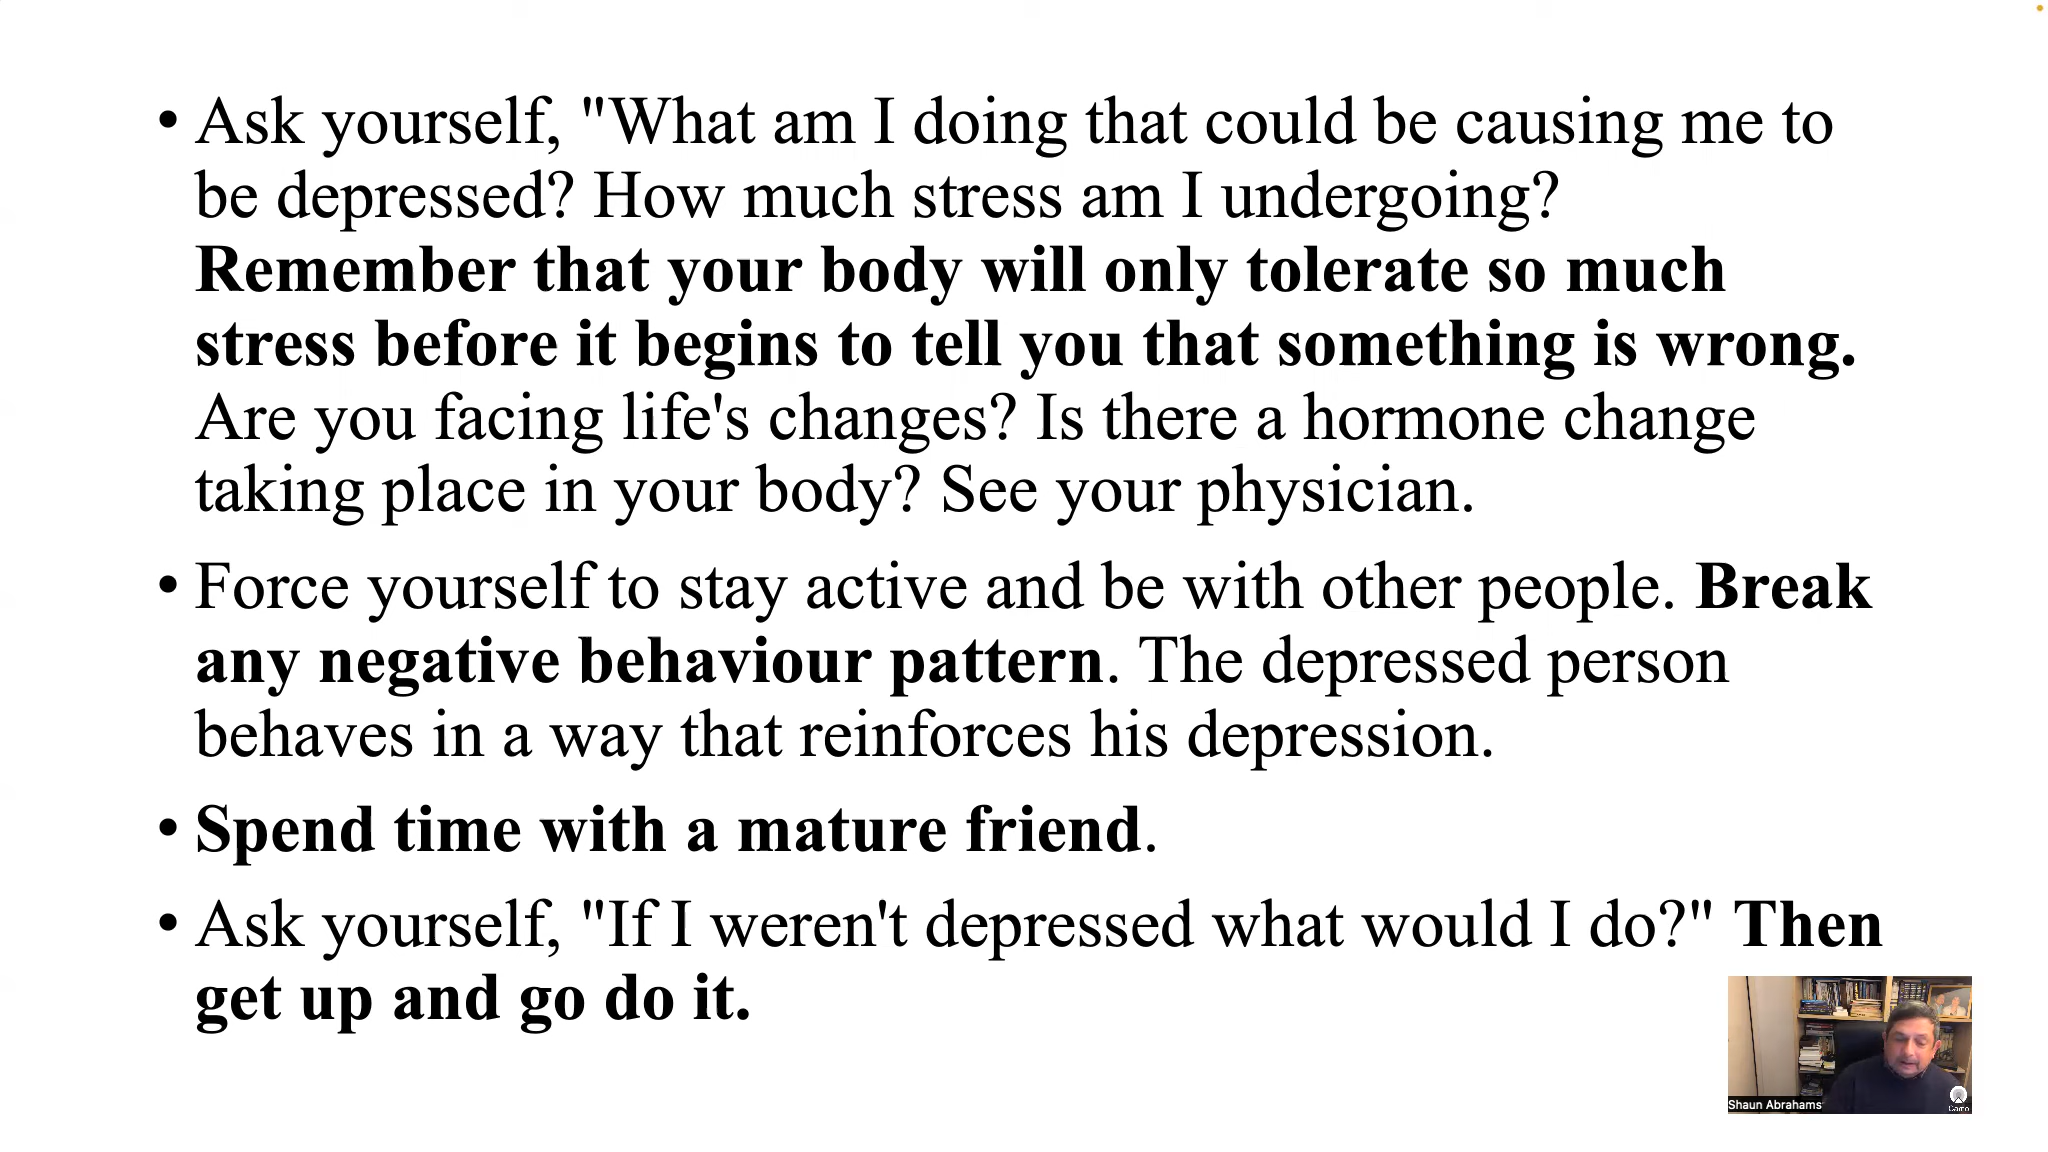 • Ask yourself, "What am I doing that could be causing me to
be depressed? How much stress am I undergoing?
Remember that your body will only tolerate so much
stress before it begins to tell you that something is wrong.
Are you facing life's changes? Is there a hormone change
taking place in your body? See your physician.
• Force yourself to stay active and be with other people. Break
any negative behaviour pattern. The depressed person
behaves in a way that reinforces his depression.
• Spend time with a mature friend.
• Ask yourself, "If I weren't depressed what would I do?" Then
get up and go do it.
Shaun Abrahams